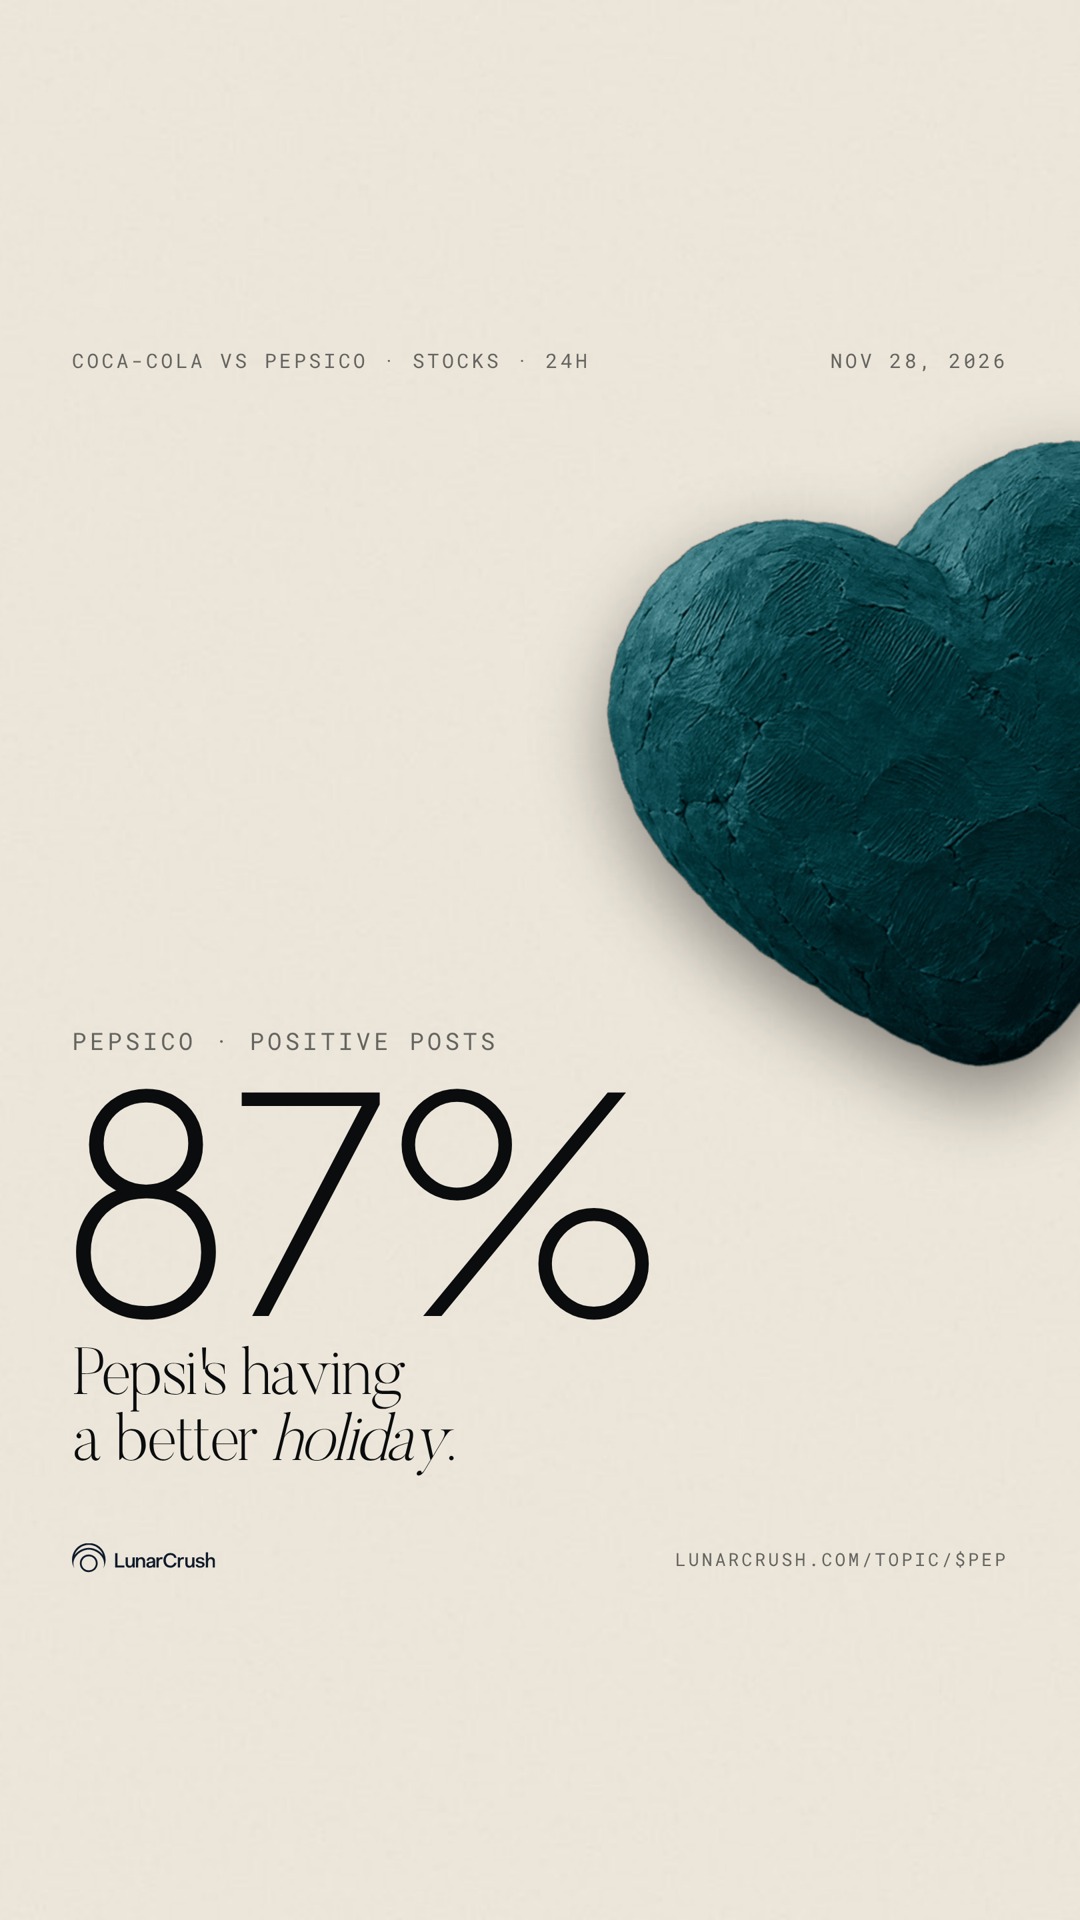 COCA-COLA VS PEPSICO · STOCKS · 24H
NOV 28, 2026
PEPSICO · POSITIVE POSTS
87%
Pepsi's having
a better holiday.
LunarCrush
LUNARCRUSH.COM/TOPIC/$PEP